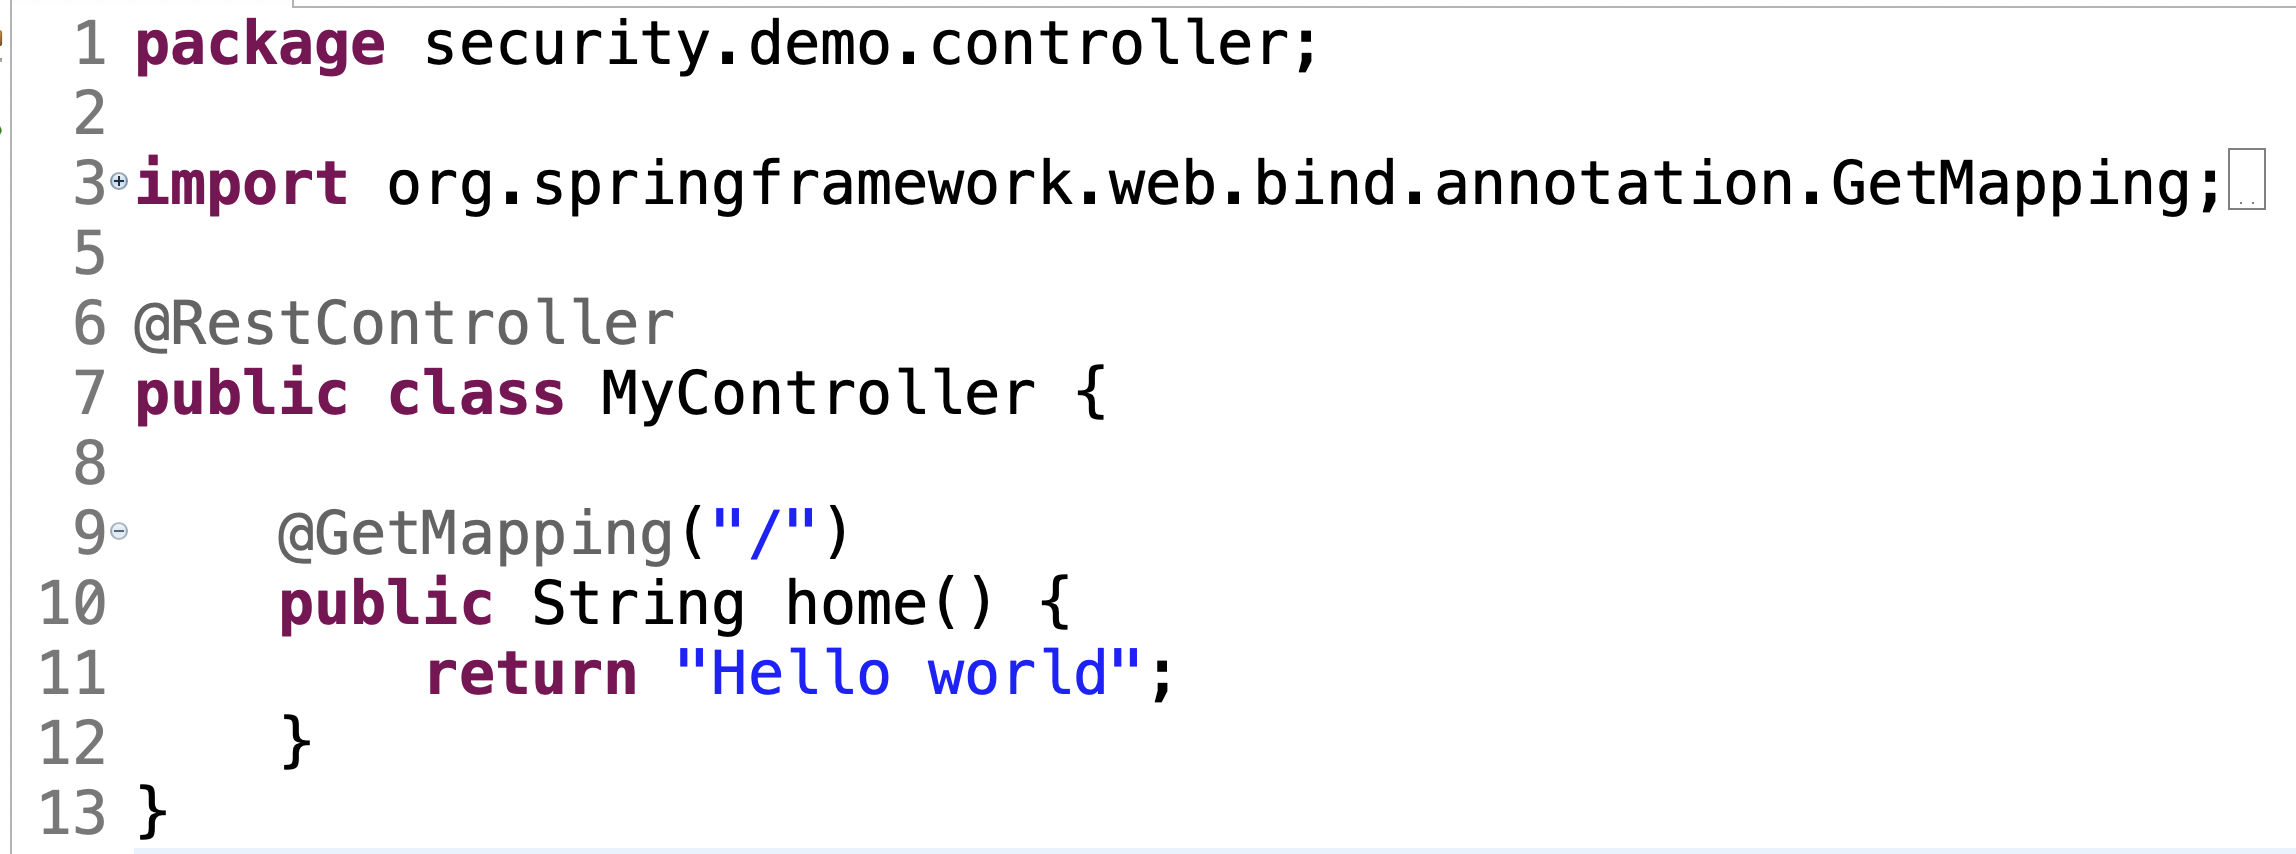 1 package security.demo.controller;
2
3 import org.springframework.web.bind.annotation.GetMapping;
5
6 @RestController
7 public class MyController {
8
9     @GetMapping("/")
10     public String home() {
11         return "Hello world";
12     }
13 }